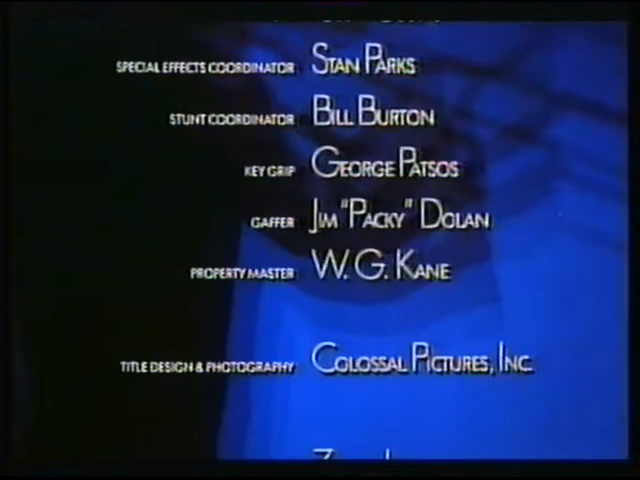 SPECIAL EFFECTS COORDINATOR STAN PARKS
STUNT COORDINATOR BILL BURTON
KEY GRIP GEORGE PATSOS
GAFFER JIM "PACKY" DOLAN
PROPERTY MASTER W. G. KANE
TITLE DESIGN & PHOTOGRAPHY COLOSSAL PICTURES, INC.